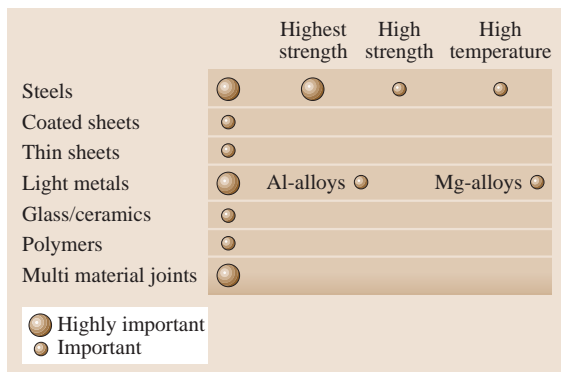 Highest High High
strength strength temperature
Steels
Coated sheets
Thin sheets
Light metals Al-alloys Mg-alloys
Glass/ceramics
Polymers
Multi material joints
Highly important
Important